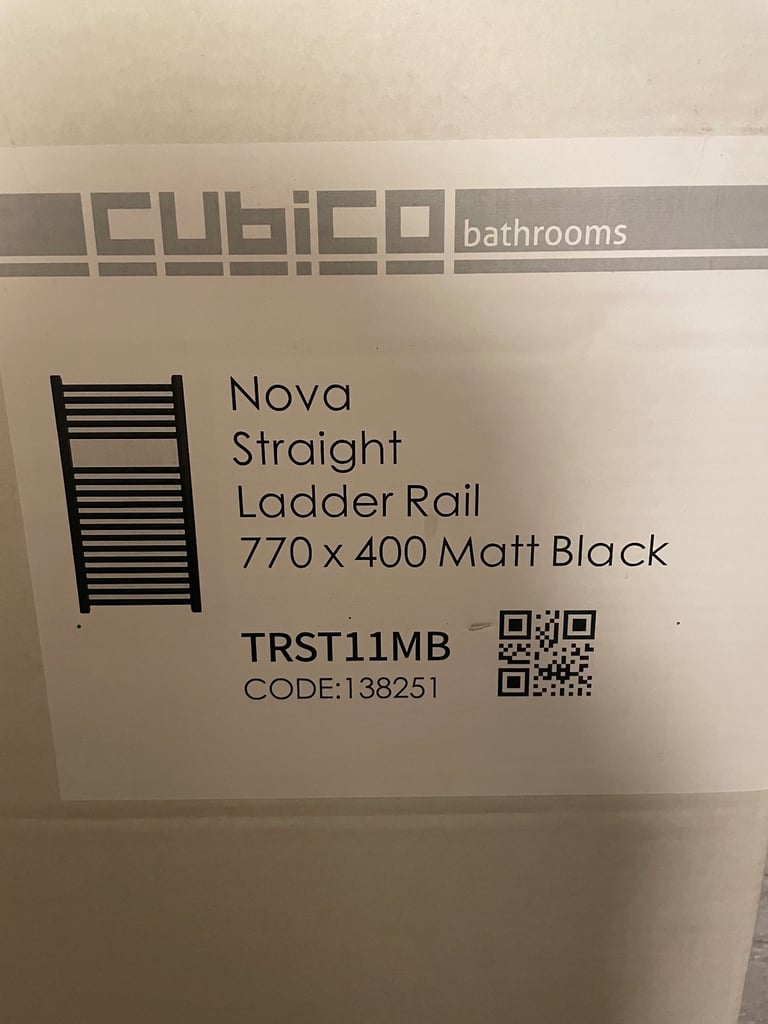 cubico bathrooms
Nova
Straight
Ladder Rail
770 x 400 Matt Black
TRST11MB
CODE:138251